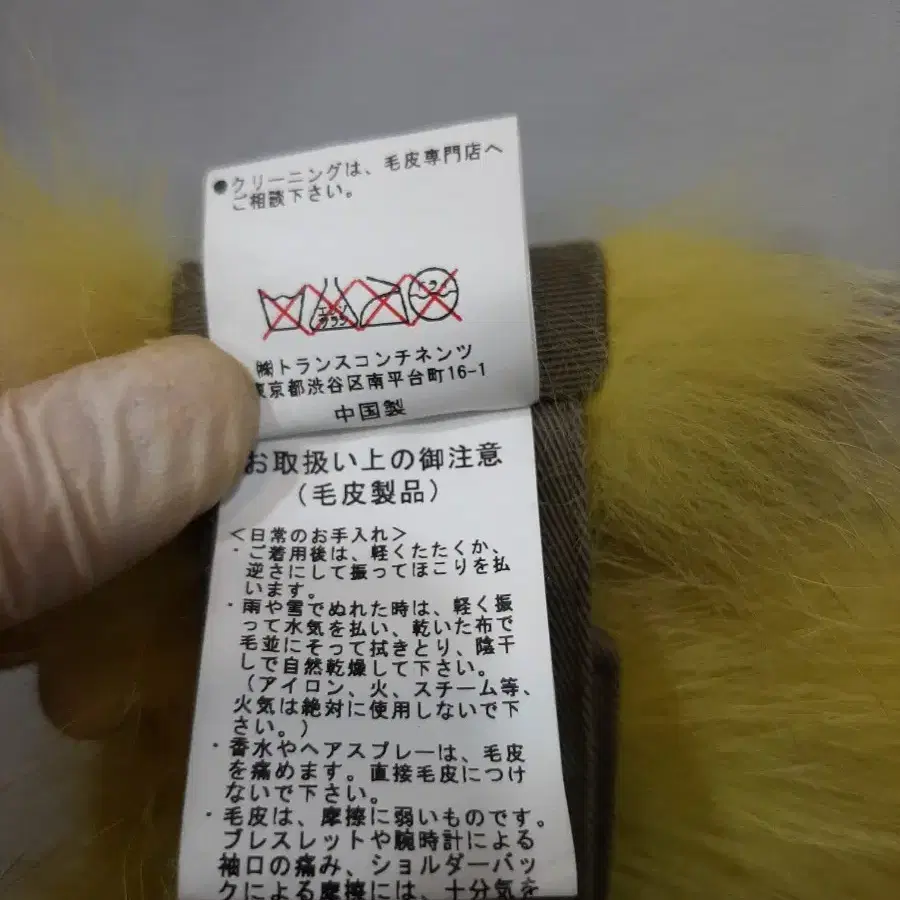 ●クリーニングは、毛皮専門店へ
ご相談下さい。
エンソ
サラシ
㈱トランスコンチネンツ
東京都渋谷区南平台町16-1
中国製
お取扱い上の御注意
(毛皮製品)
<日常のお手入れ>
・ご着用後は、軽くたたくか、
逆さにして振ってほこりを払
います。
・雨や雪でぬれた時は、軽く振
って水気を払い、乾いた布で
毛並にそって拭きとり、陰干
しで自然乾燥して下さい。
(アイロン、火、スチーム等、
火気は絶対に使用しないで下
さい。)
・香水やヘアスプレーは、毛皮
を痛めます。直接毛皮につけ
ないで下さい。
・毛皮は、摩擦に弱いものです。
ブレスレットや腕時計による
袖口の痛み、ショルダーバッ
クによる摩擦には、十分気を